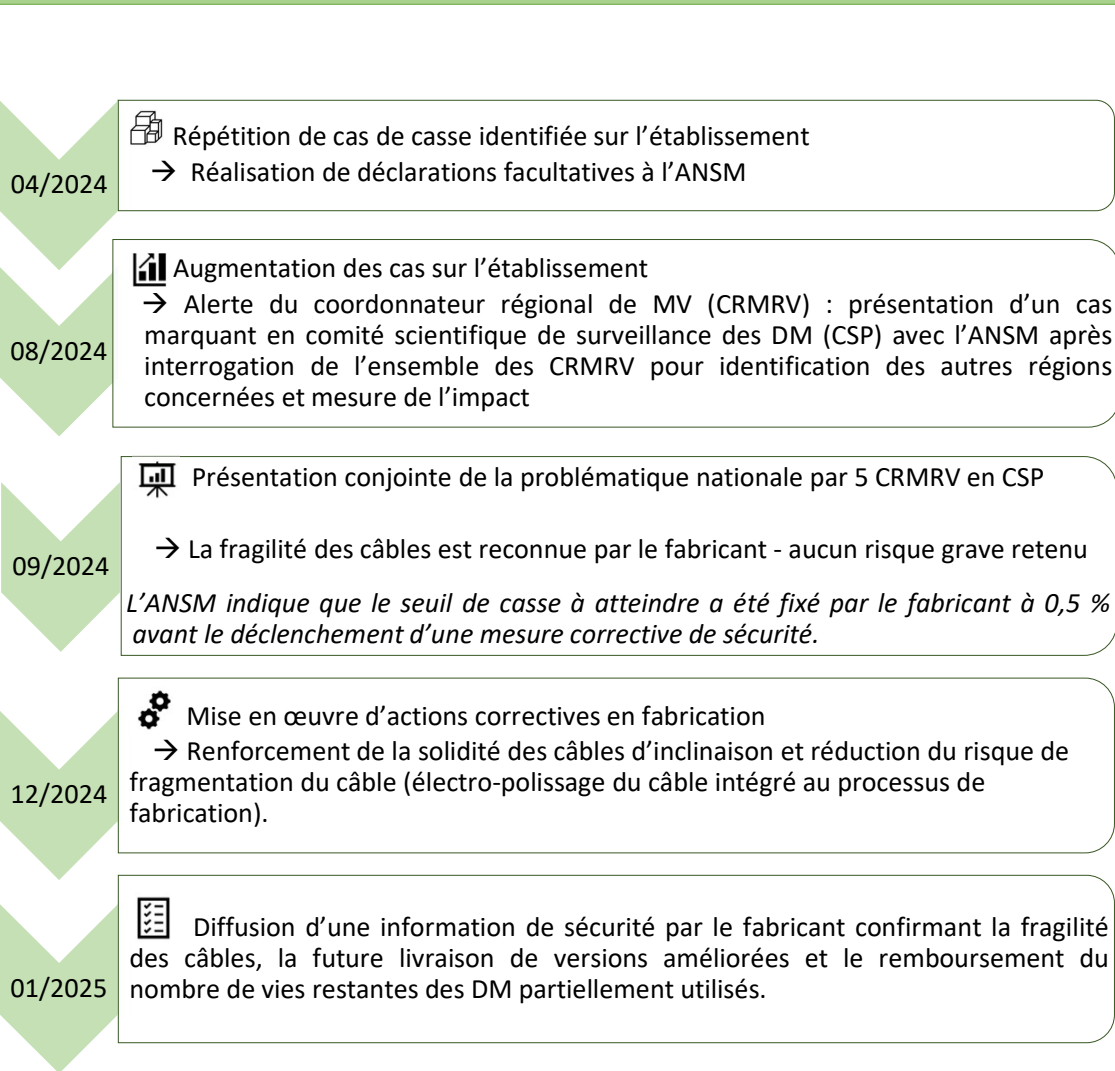 04/2024
Répétition de cas de casse identifiée sur l’établissement
→ Réalisation de déclarations facultatives à l’ANSM
08/2024
Augmentation des cas sur l’établissement
→ Alerte du coordonnateur régional de MV (CRMRV) : présentation d’un cas
marquant en comité scientifique de surveillance des DM (CSP) avec l’ANSM après
interrogation de l’ensemble des CRMRV pour identification des autres régions
concernées et mesure de l’impact
09/2024
Présentation conjointe de la problématique nationale par 5 CRMRV en CSP
→ La fragilité des câbles est reconnue par le fabricant - aucun risque grave retenu
L’ANSM indique que le seuil de casse à atteindre a été fixé par le fabricant à 0,5 %
avant le déclenchement d’une mesure corrective de sécurité.
12/2024
Mise en œuvre d’actions correctives en fabrication
→ Renforcement de la solidité des câbles d’inclinaison et réduction du risque de
fragmentation du câble (électro-polissage du câble intégré au processus de
fabrication).
01/2025
Diffusion d’une information de sécurité par le fabricant confirmant la fragilité
des câbles, la future livraison de versions améliorées et le remboursement du
nombre de vies restantes des DM partiellement utilisés.